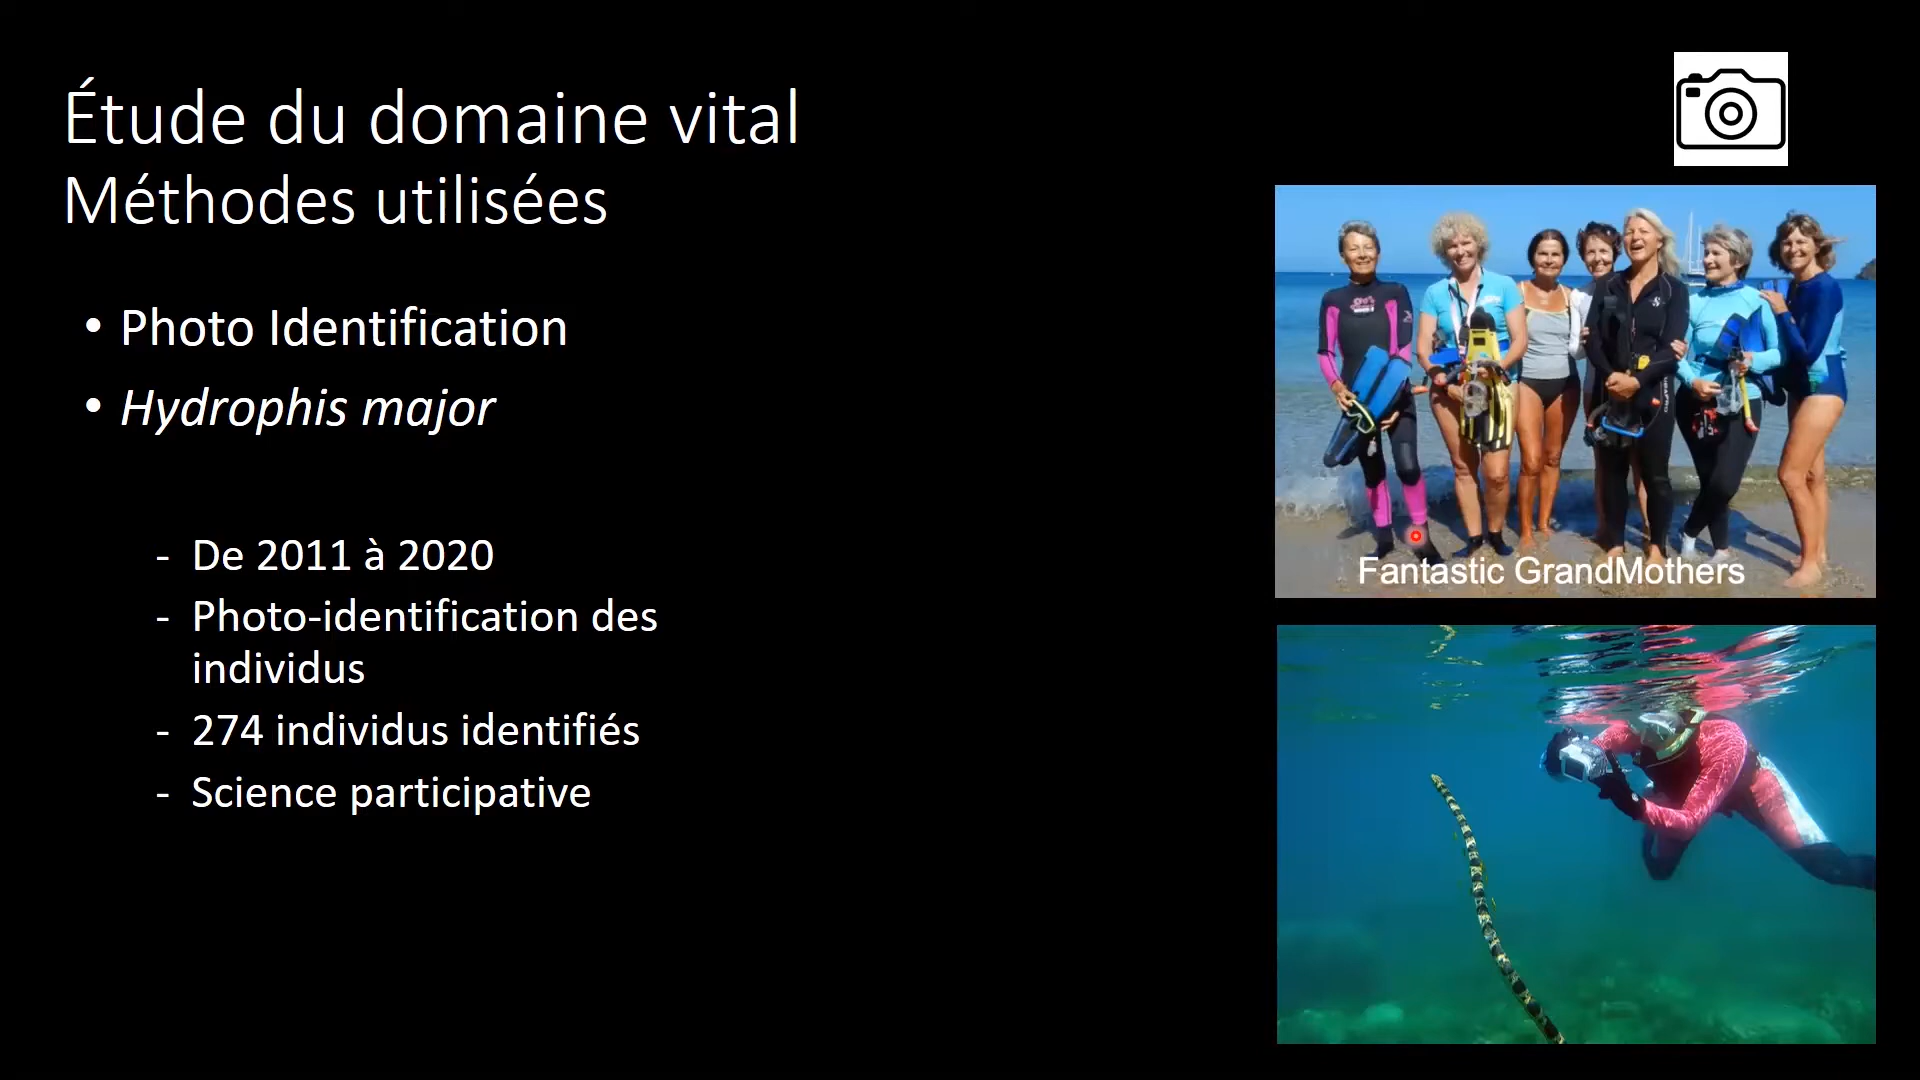 Étude du domaine vital
Méthodes utilisées
• Photo Identification
• Hydrophis major
- De 2011 à 2020
- Photo-identification des
individus
- 274 individus identifiés
- Science participative
Fantastic GrandMothers